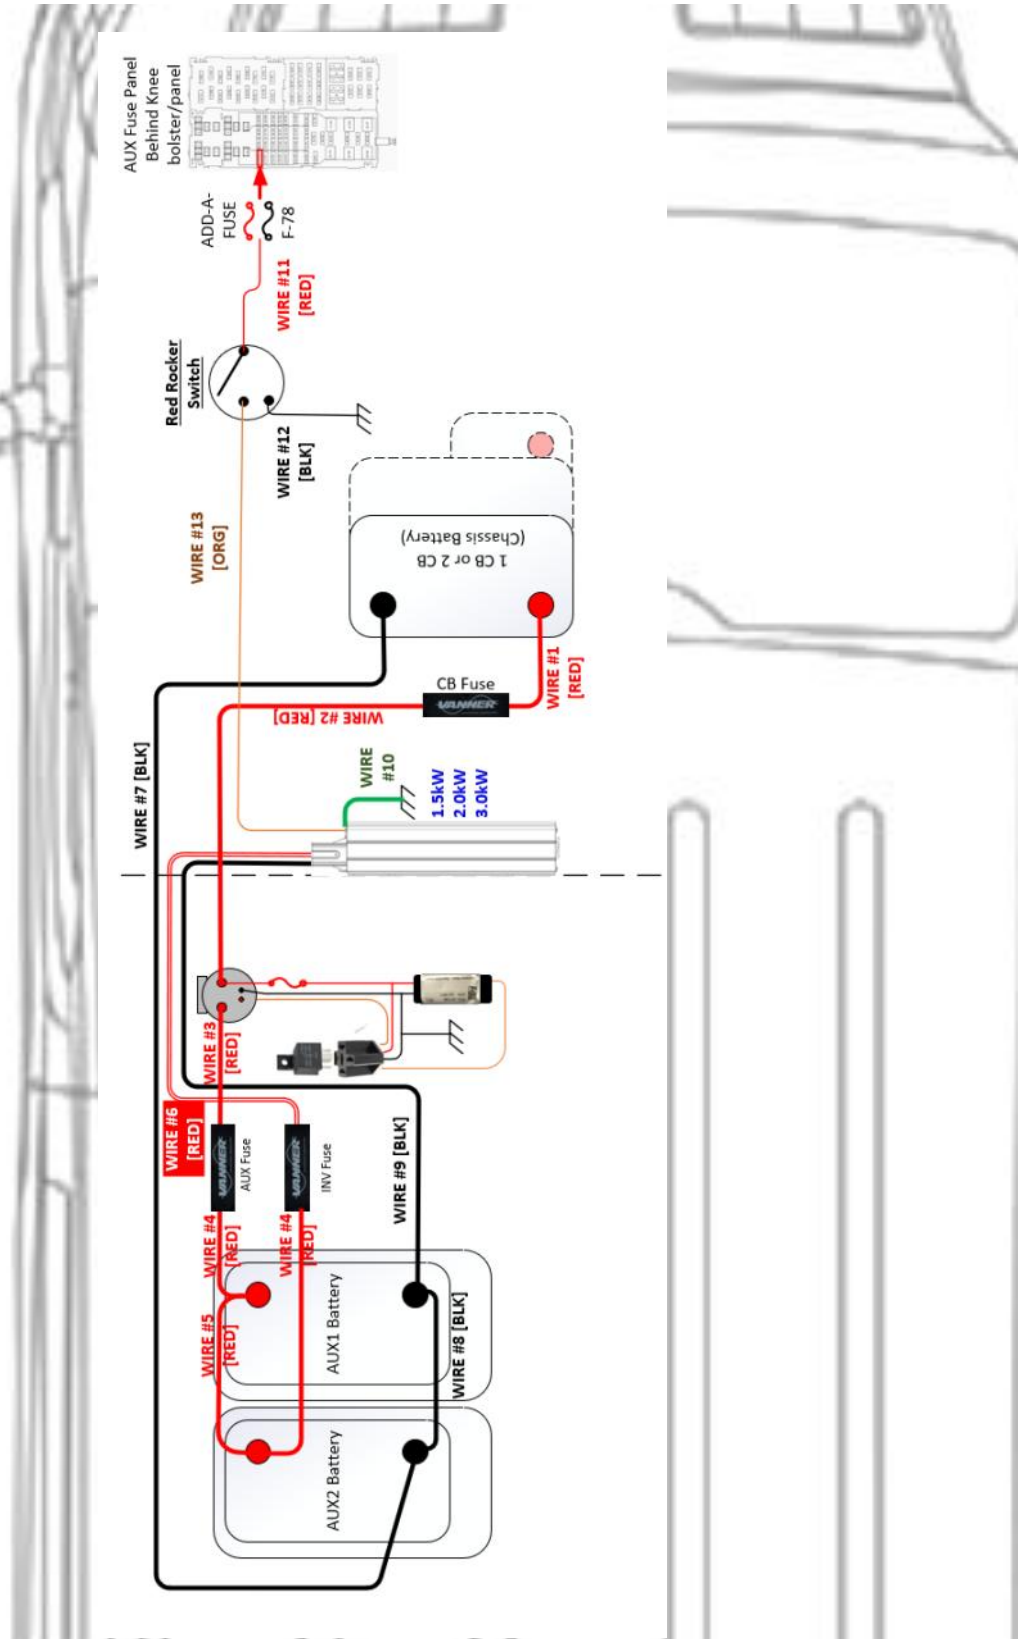 AUX Fuse Panel
Behind Knee
bolster/panel
ADD-A-
FUSE
F-78
WIRE #11
[RED]
Red Rocker
Switch
WIRE #12
[BLK]
WIRE #13
[ORG]
1 CB or 2 CB
(Chassis Battery)
CB Fuse
VANNER
WIRE #1
[RED]
WIRE #2 [RED]
WIRE #7 [BLK]
WIRE
#10
1.5kW
2.0kW
3.0kW
WIRE #3
[RED]
WIRE #6
[RED]
VANNER
AUX Fuse
VANNER
INV Fuse
WIRE #9 [BLK]
WIRE #4
[RED]
WIRE #4
[RED]
WIRE #5
[RED]
AUX1 Battery
WIRE #8 [BLK]
AUX2 Battery